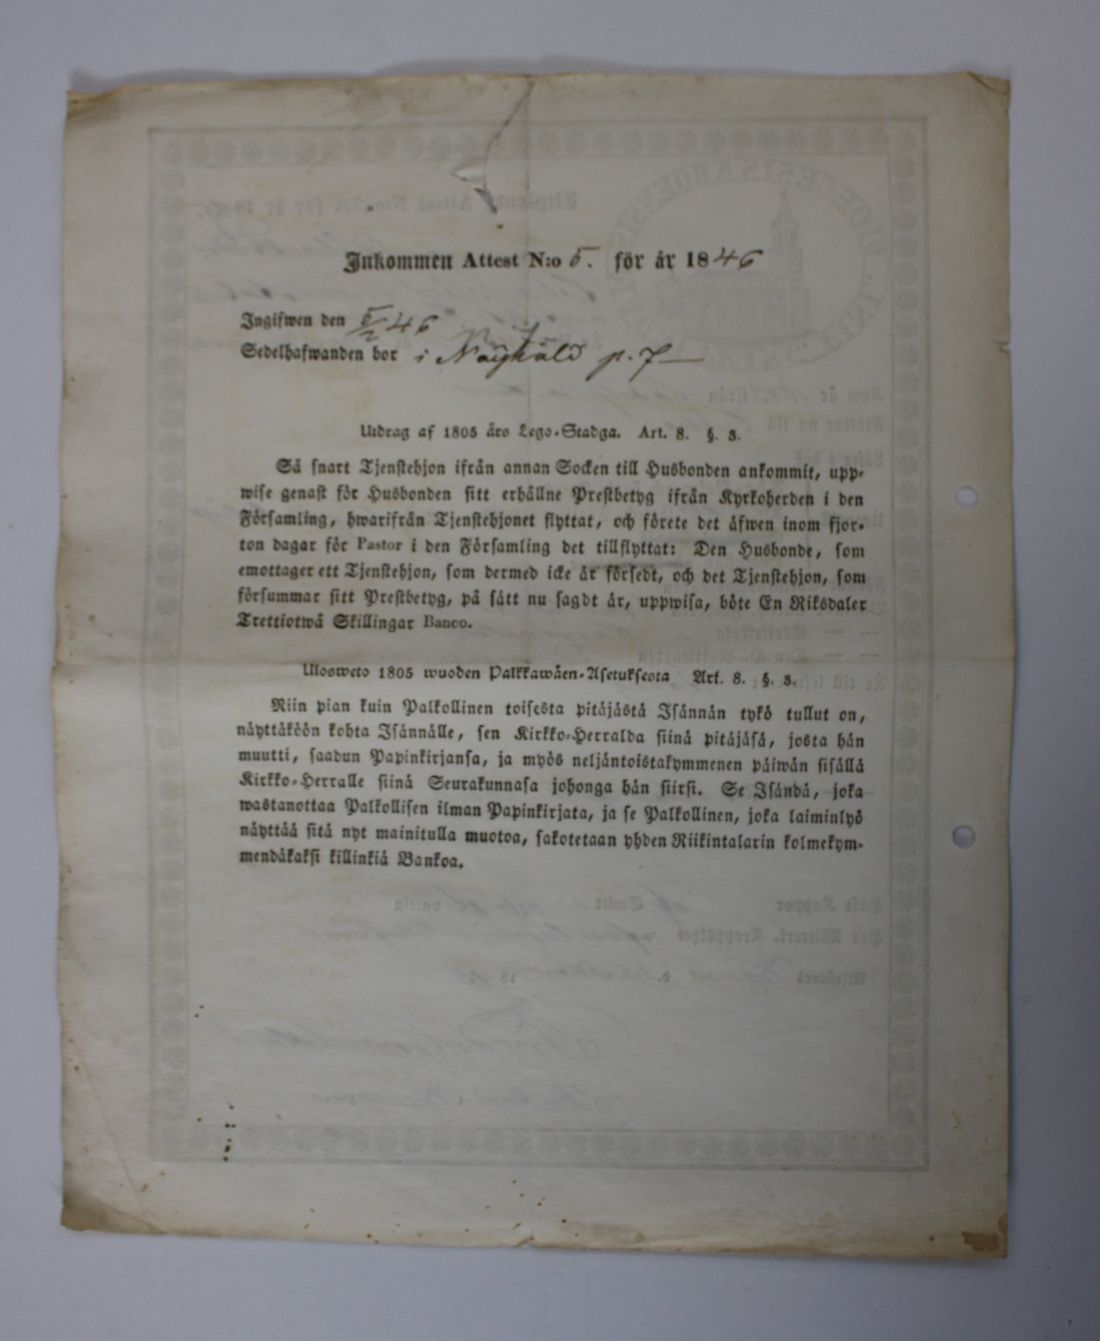 Inkommen Attest N:o 5. för år 1846
Ingifwen den 5/2 46
Sedelhafwanden bor i p. 7
Utdrag af 1805 års Lego-Stadga. Art. 8. §. 3.
Så snart Tjenstehjon ifrån annan Socken till Husbonden ankommit, upp-
wise genast för Husbonden sitt erhållne Prestbetyg ifrån Kyrkoherden i den
Församling, hwarifrån Tjenstehjonet flyttat, och förete det äfwen inom fjor-
ton dagar för Pastor i den Församling det tillflyttat: Den Husbonde, som
emottager ett Tjenstehjon, som dermed icke är försedt, och det Tjenstehjon, som
försummar sitt Prestbetyg, på sätt nu sagdt är, uppwisa, böte En Riksdaler
Trettiotwå Skillingar Banco.
Ulosweto 1805 wuoden Palkkawäen-Asetuksesta Art. 8. §. 3.
Niin pian kuin Palkollinen toisesta pitäjästä Isännän tykö tullut on,
näyttäköön kohta Isännälle, sen Kirkko-Herralda siinä pitäjäsä, josta hän
muutti, saadun Papinkirjansa, ja myös neljäntoistakymmenen päiwän sisällä
Kirkko-Herralle siinä Seurakunnasa johonga hän siirsi. Se Isändä, joka
wastanottaa Palkollisen ilman Papinkirjata, ja se Palkollinen, joka laiminlyö
näyttää sitä nyt mainitulla muotoa, sakotetaan yhden Riikintalarin kolmekym-
mendäkaksi killinkiä Bankoa.